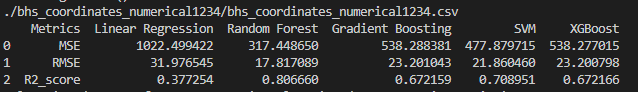 ./bhs_coordinates_numerical1234/bhs_coordinates_numerical1234.csv
Metrics Linear Regression Random Forest Gradient Boosting SVM XGBoost
0 MSE 1022.499422 317.448650 538.288381 477.879715 538.277015
1 RMSE 31.976545 17.817089 23.201043 21.860460 23.200798
2 R2_score 0.377254 0.806660 0.672159 0.708951 0.672166